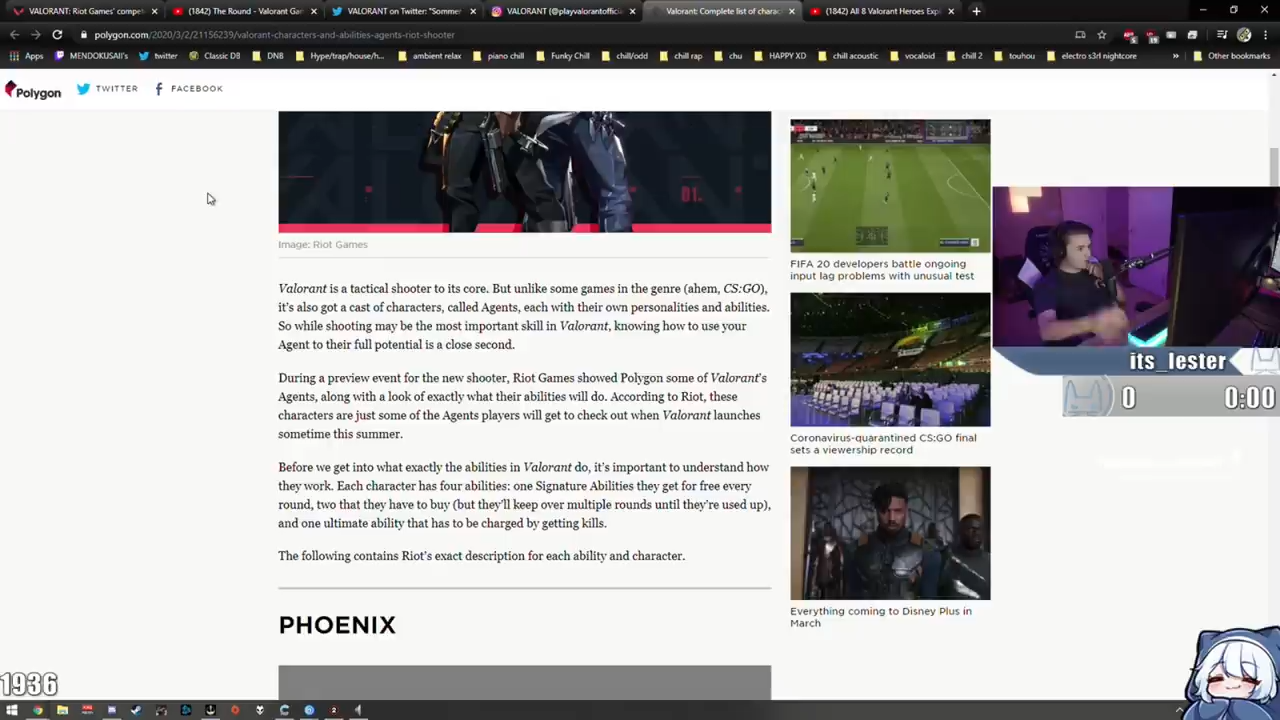 VALORANT: Riot Games' compet
(1842) The Round - Valorant Gam
VALORANT on Twitter: "Sommer
VALORANT (@playvalorantoffici
Valorant: Complete list of charac
(1842) All 8 Valorant Heroes Expl
polygon.com/2020/3/2/21156239/valorant-characters-and-abilities-agents-riot-shooter
Apps MENDOKUSAII's twitter Classic DB DNB Hype/trap/house/h... ambient relax piano chill Funky Chill chill/odd chill rap chu HAPPY XD chill acoustic vocaloid chill 2 touhou electro s3rl nightcore Other bookmarks
Polygon TWITTER FACEBOOK
01.
Image: Riot Games
Valorant is a tactical shooter to its core. But unlike some games in the genre (ahem, CS:GO),
it's also got a cast of characters, called Agents, each with their own personalities and abilities.
So while shooting may be the most important skill in Valorant, knowing how to use your
Agent to their full potential is a close second.
During a preview event for the new shooter, Riot Games showed Polygon some of Valorant's
Agents, along with a look of exactly what their abilities will do. According to Riot, these
characters are just some of the Agents players will get to check out when Valorant launches
sometime this summer.
Before we get into what exactly the abilities in Valorant do, it's important to understand how
they work. Each character has four abilities: one Signature Abilities they get for free every
round, two that they have to buy (but they'll keep over multiple rounds until they're used up),
and one ultimate ability that has to be charged by getting kills.
The following contains Riot's exact description for each ability and character.
PHOENIX
FIFA 20 developers battle ongoing
input lag problems with unusual test
Coronavirus-quarantined CS:GO final
sets a viewership record
Everything coming to Disney Plus in
March
its_lester
0 0:00
1936